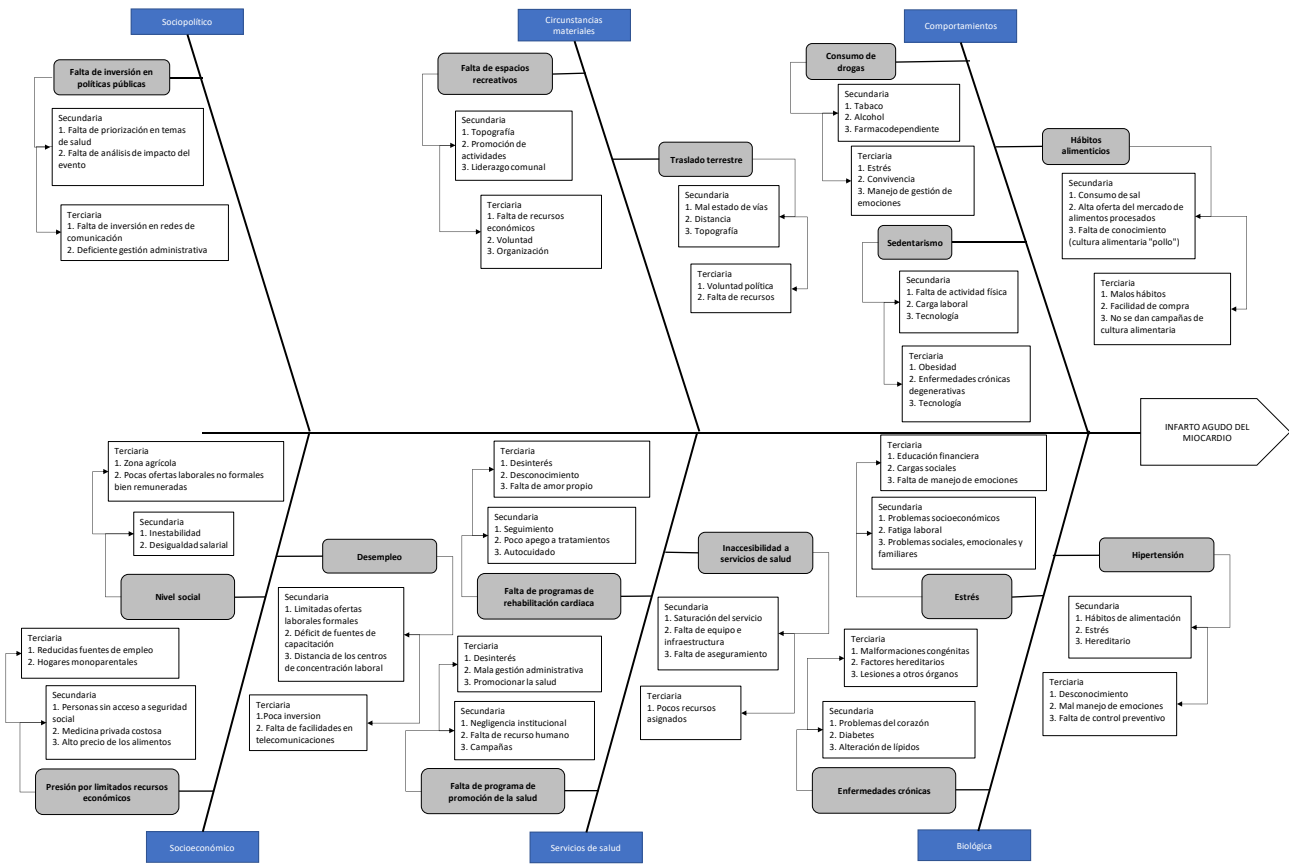 Sociopolítico
Falta de inversión en
políticas públicas
Secundaria
1. Falta de priorización en temas
de salud
2. Falta de análisis de impacto del
evento
Terciaria
1. Falta de inversión en redes de
comunicación
2. Deficiente gestión administrativa
Circunstancias
materiales
Falta de espacios
recreativos
Secundaria
1. Topografía
2. Promoción de
actividades
3. Liderazgo comunal
Terciaria
1. Falta de recursos
económicos
2. Voluntad
3. Organización
Traslado terrestre
Secundaria
1. Mal estado de vías
2. Distancia
3. Topografía
Terciaria
1. Voluntad política
2. Falta de recursos
Comportamientos
Consumo de
drogas
Secundaria
1. Tabaco
2. Alcohol
3. Farmacodependiente
Terciaria
1. Estrés
2. Convivencia
3. Manejo de gestión de
emociones
Sedentarismo
Secundaria
1. Falta de actividad física
2. Carga laboral
3. Tecnología
Terciaria
1. Obesidad
2. Enfermedades crónicas
degenerativas
3. Tecnología
Hábitos
alimenticios
Secundaria
1. Consumo de sal
2. Alta oferta del mercado de
alimentos procesados
3. Falta de conocimiento
(cultura alimentaria "pollo")
Terciaria
1. Malos hábitos
2. Facilidad de compra
3. No se dan campañas de
cultura alimentaria
INFARTO AGUDO DEL
MIOCARDIO
Terciaria
1. Zona agrícola
2. Pocas ofertas laborales no formales
bien remuneradas
Secundaria
1. Inestabilidad
2. Desigualdad salarial
Nivel social
Terciaria
1. Reducidas fuentes de empleo
2. Hogares monoparentales
Secundaria
1. Personas sin acceso a seguridad
social
2. Medicina privada costosa
3. Alto precio de los alimentos
Presión por limitados recursos
económicos
Desempleo
Secundaria
1. Limitadas ofertas
laborales formales
2. Déficit de fuentes de
capacitación
3. Distancia de los centros
de concentración laboral
Terciaria
1.Poca inversion
2. Falta de facilidades en
telecomunicaciones
Socioeconómico
Terciaria
1. Desinterés
2. Desconocimiento
3. Falta de amor propio
Secundaria
1. Seguimiento
2. Poco apego a tratamientos
3. Autocuidado
Falta de programas de
rehabilitación cardiaca
Terciaria
1. Desinterés
2. Mala gestión administrativa
3. Promocionar la salud
Secundaria
1. Negligencia institucional
2. Falta de recurso humano
3. Campañas
Falta de programa de
promoción de la salud
Inaccesibilidad a
servicios de salud
Secundaria
1. Saturación del servicio
2. Falta de equipo e
infraestructura
3. Falta de aseguramiento
Terciaria
1. Pocos recursos
asignados
Servicios de salud
Terciaria
1. Educación financiera
2. Cargas sociales
3. Falta de manejo de emociones
Secundaria
1. Problemas socioeconómicos
2. Fatiga laboral
3. Problemas sociales, emocionales y
familiares
Estrés
Terciaria
1. Malformaciones congénitas
2. Factores hereditarios
3. Lesiones a otros órganos
Secundaria
1. Problemas del corazón
2. Diabetes
3. Alteración de lípidos
Enfermedades crónicas
Hipertensión
Secundaria
1. Hábitos de alimentación
2. Estrés
3. Hereditario
Terciaria
1. Desconocimiento
2. Mal manejo de emociones
3. Falta de control preventivo
Biológica